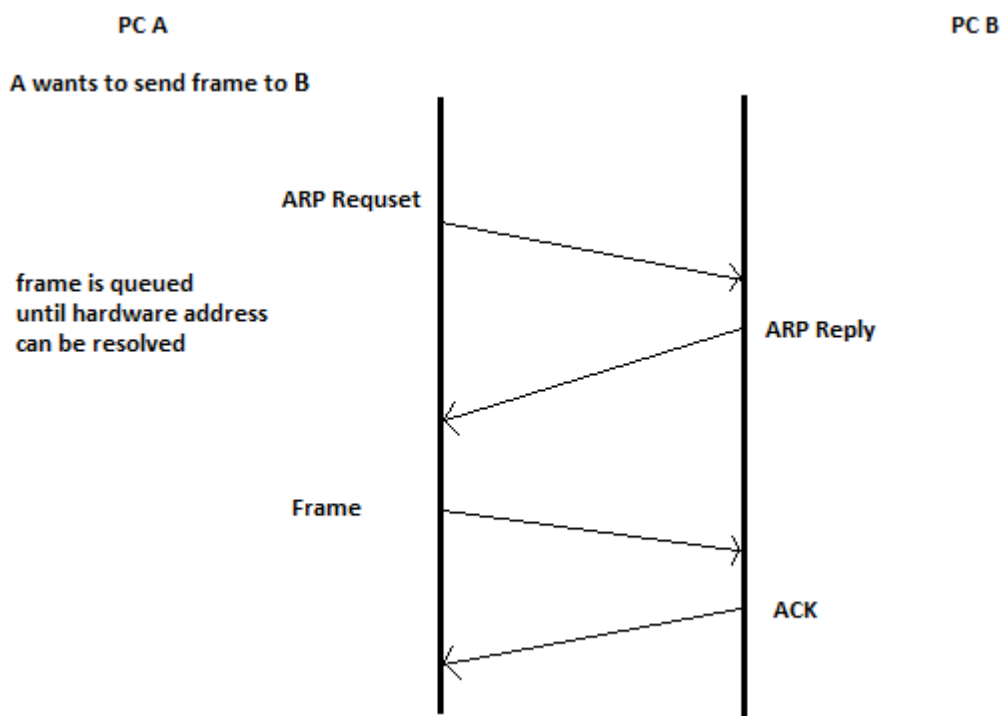 PC A
PC B
A wants to send frame to B
ARP Requset
frame is queued
until hardware address
can be resolved
ARP Reply
Frame
ACK